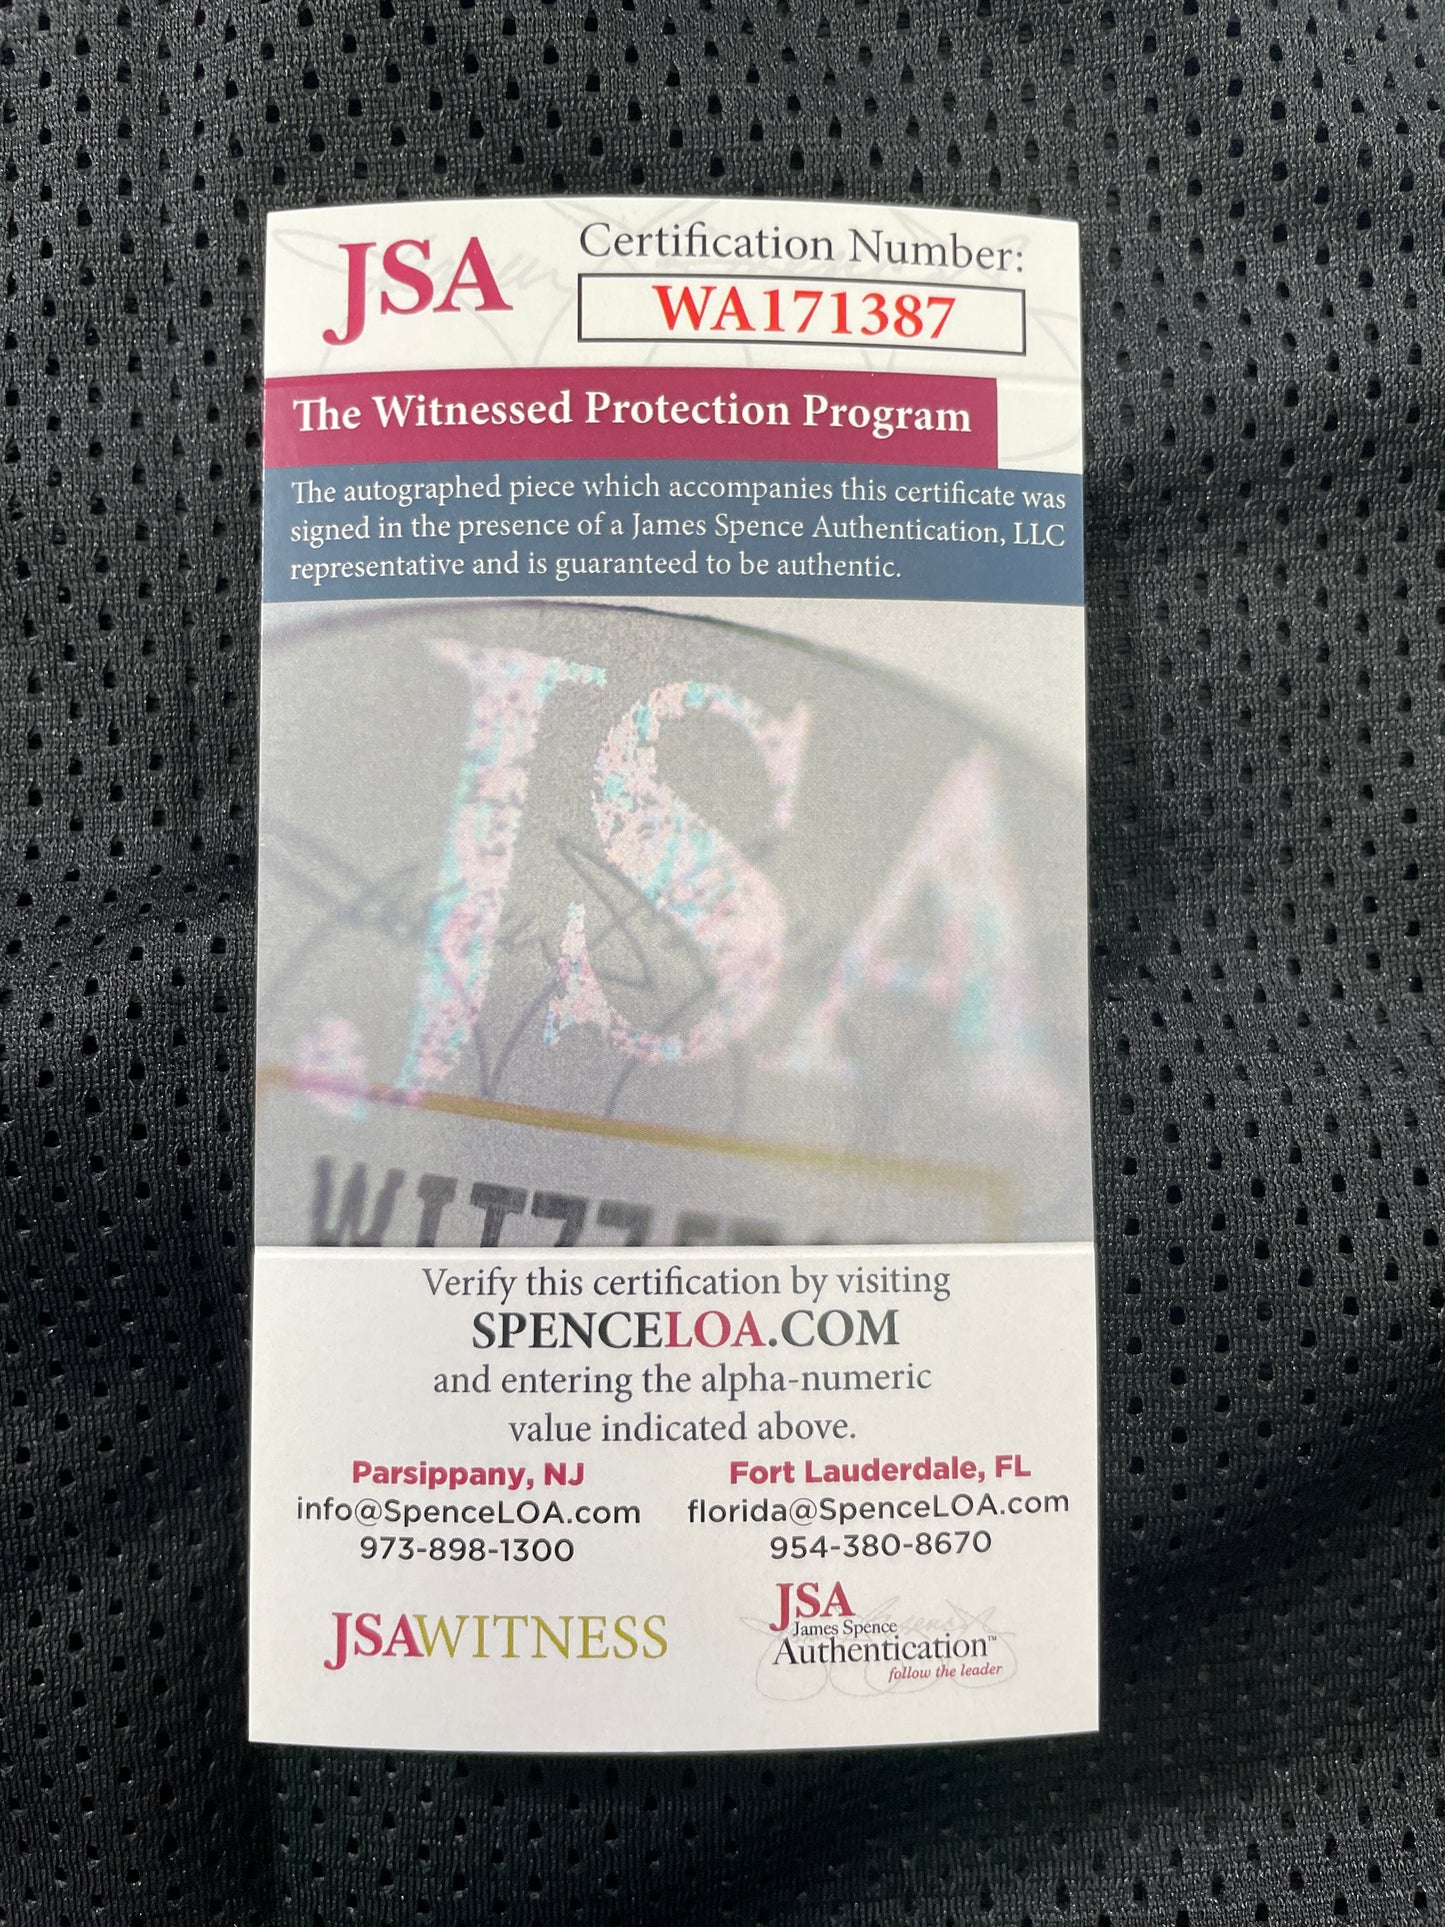 JSA
Certification Number:
WA171387
The Witnessed Protection Program
The autographed piece which accompanies this certificate was
signed in the presence of a James Spence Authentication, LLC
representative and is guaranteed to be authentic.
JSA
Verify this certification by visiting
SPENCELOA.COM
and entering the alpha-numeric
value indicated above.
Parsippany, NJ
info@SpenceLOA.com
973-898-1300
Fort Lauderdale, FL
florida@SpenceLOA.com
954-380-8670
JSAWITNESS
JSA
James Spence
Authentication™
follow the leader